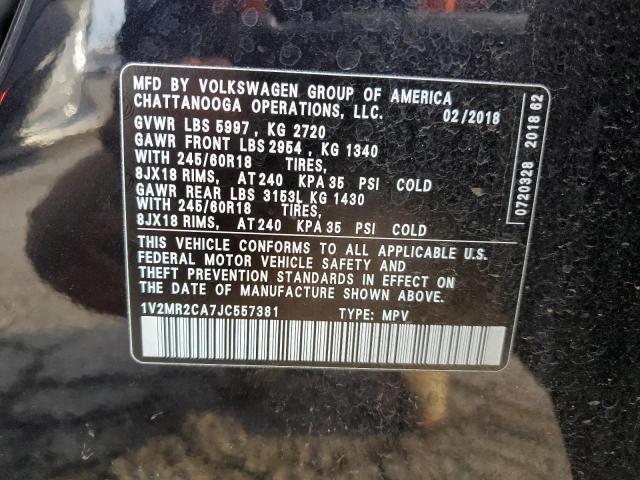 MFD BY VOLKSWAGEN GROUP OF AMERICA
CHATTANOOGA OPERATIONS, LLC. 02/2018
GVWR LBS 5997, KG 2720
GAWR FRONT LBS 2954, KG 1340
WITH 245/60R18 TIRES,
8JX18 RIMS, AT 240 KPA 35 PSI COLD
GAWR REAR LBS 3153L KG 1430
WITH 245/60R18 TIRES,
8JX18 RIMS, AT 240 KPA 35 PSI COLD
THIS VEHICLE CONFORMS TO ALL APPLICABLE U.S.
FEDERAL MOTOR VEHICLE SAFETY AND
THEFT PREVENTION STANDARDS IN EFFECT ON
THE DATE OF MANUFACTURE SHOWN ABOVE.
1V2MR2CA7JC557381 TYPE: MPV
0720328 2018 62